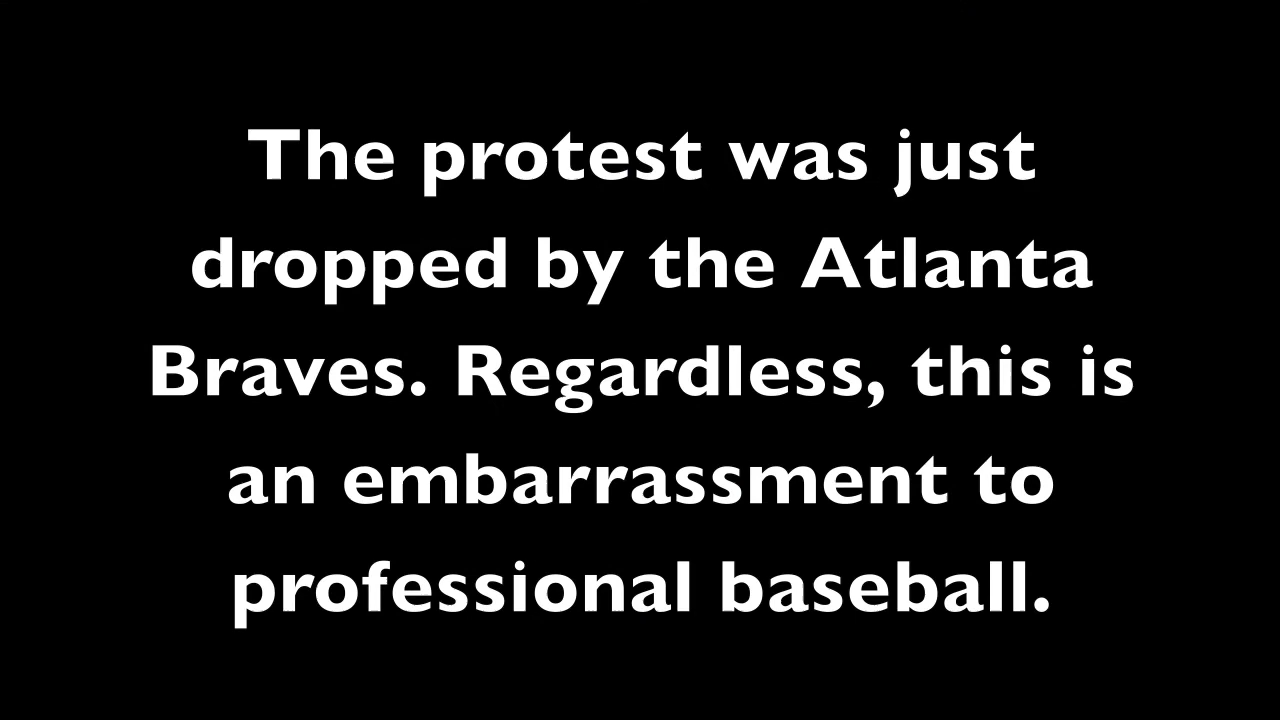 The protest was just
dropped by the Atlanta
Braves. Regardless, this is
an embarrassment to
professional baseball.